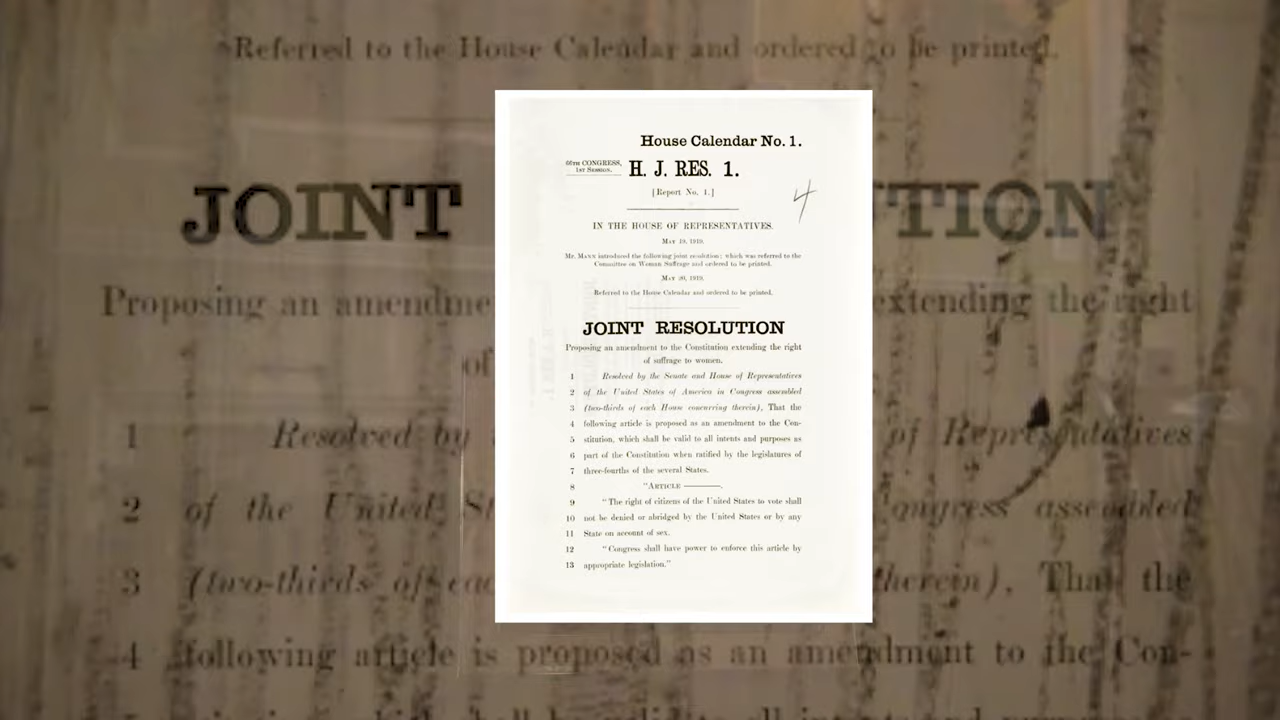 Referred to the House Calendar and ordered to be printed.
JOINT
TION
Proposing an
extending the right
of
1 Resolved by
of Representatives
2 of the United
assembled
3 (two-thirds of
therein), That the
4 following article is proposed as an amendment to the Con-
House Calendar No. 1.
66TH CONGRESS,
1ST SESSION.
H. J. RES. 1.
[Report No. 1.]
4
IN THE HOUSE OF REPRESENTATIVES.
MAY 19, 1919.
Mr. MANN introduced the following joint resolution; which was referred to the
Committee on Woman Suffrage and ordered to be printed.
MAY 20, 1919.
Referred to the House Calendar and ordered to be printed.
JOINT RESOLUTION
Proposing an amendment to the Constitution extending the right
of suffrage to women.
1 Resolved by the Senate and House of Representatives
2 of the United States of America in Congress assembled
3 (two-thirds of each House concurring therein), That the
4 following article is proposed as an amendment to the Con-
5 stitution, which shall be valid to all intents and purposes as
6 part of the Constitution when ratified by the legislatures of
7 three-fourths of the several States.
8 "ARTICLE ———.
9 "The right of citizens of the United States to vote shall
10 not be denied or abridged by the United States or by any
11 State on account of sex.
12 "Congress shall have power to enforce this article by
13 appropriate legislation."